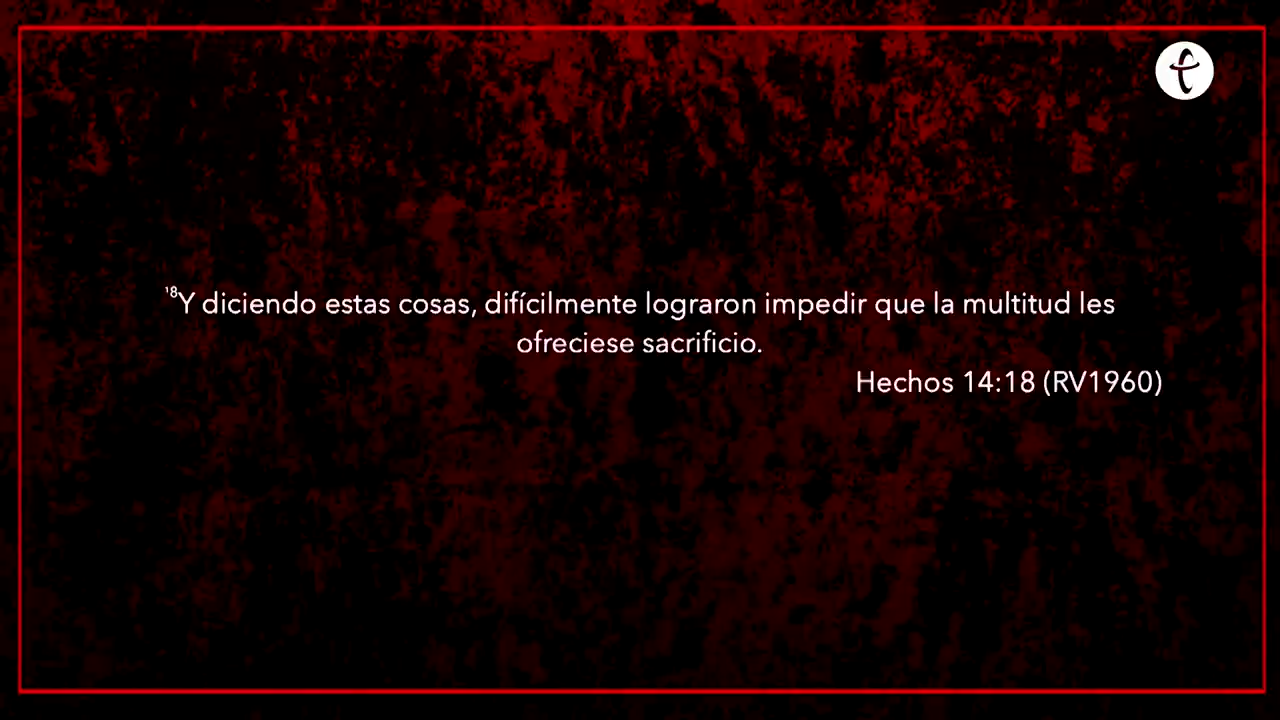 ¹⁸Y diciendo estas cosas, difícilmente lograron impedir que la multitud les
ofreciese sacrificio.
Hechos 14:18 (RV1960)